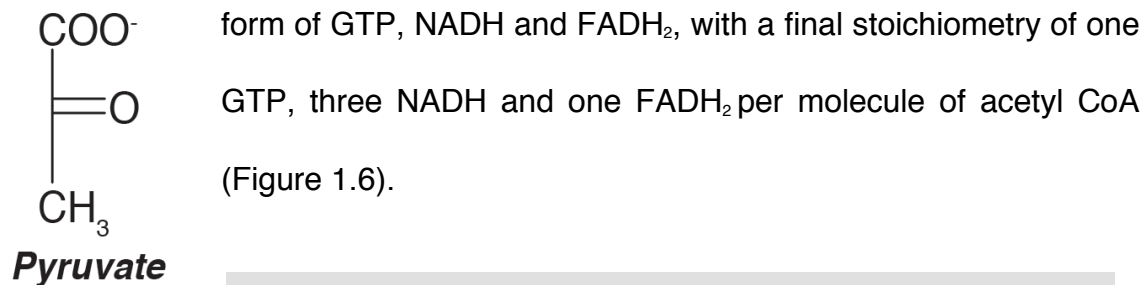 COO⁻
=O
CH₃
Pyruvate
form of GTP, NADH and FADH₂, with a final stoichiometry of one
GTP, three NADH and one FADH₂ per molecule of acetyl CoA
(Figure 1.6).